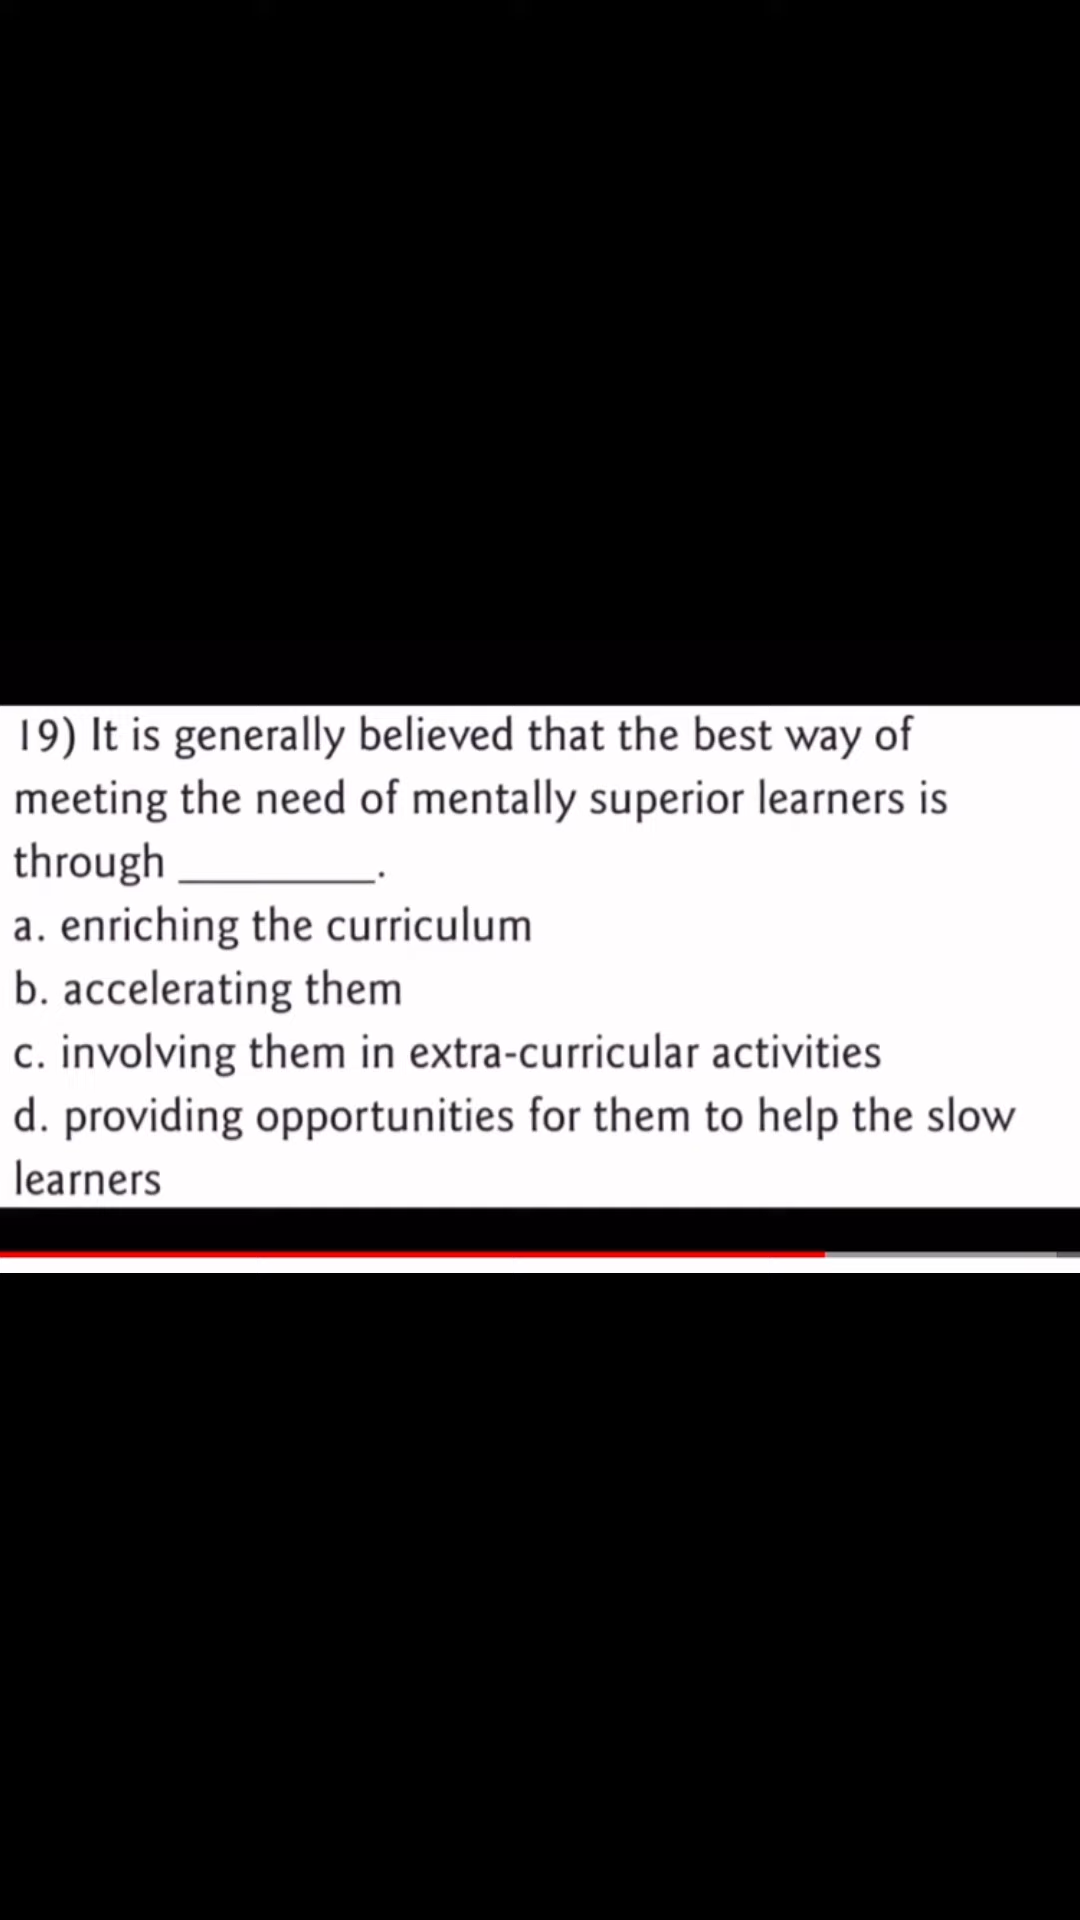 19) It is generally believed that the best way of
meeting the need of mentally superior learners is
through _________.
a. enriching the curriculum
b. accelerating them
c. involving them in extra-curricular activities
d. providing opportunities for them to help the slow
learners